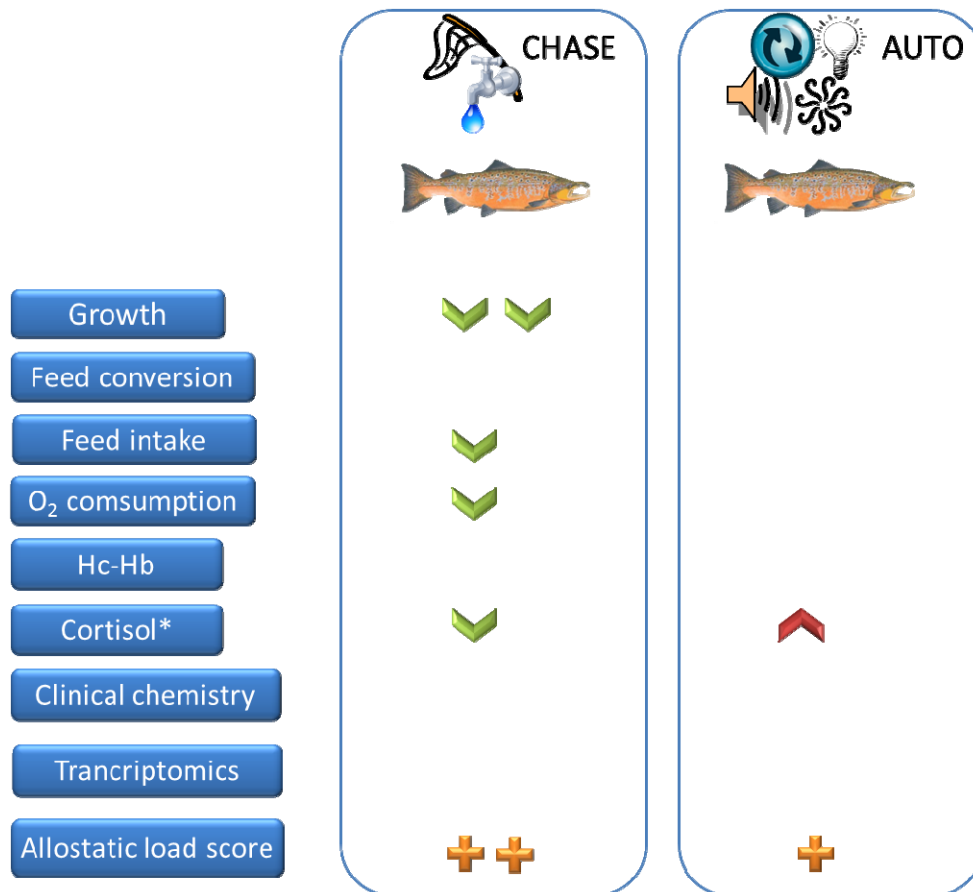 CHASE
AUTO
Growth
Feed conversion
Feed intake
O₂ comsumption
Hc-Hb
Cortisol*
Clinical chemistry
Trancriptomics
Allostatic load score